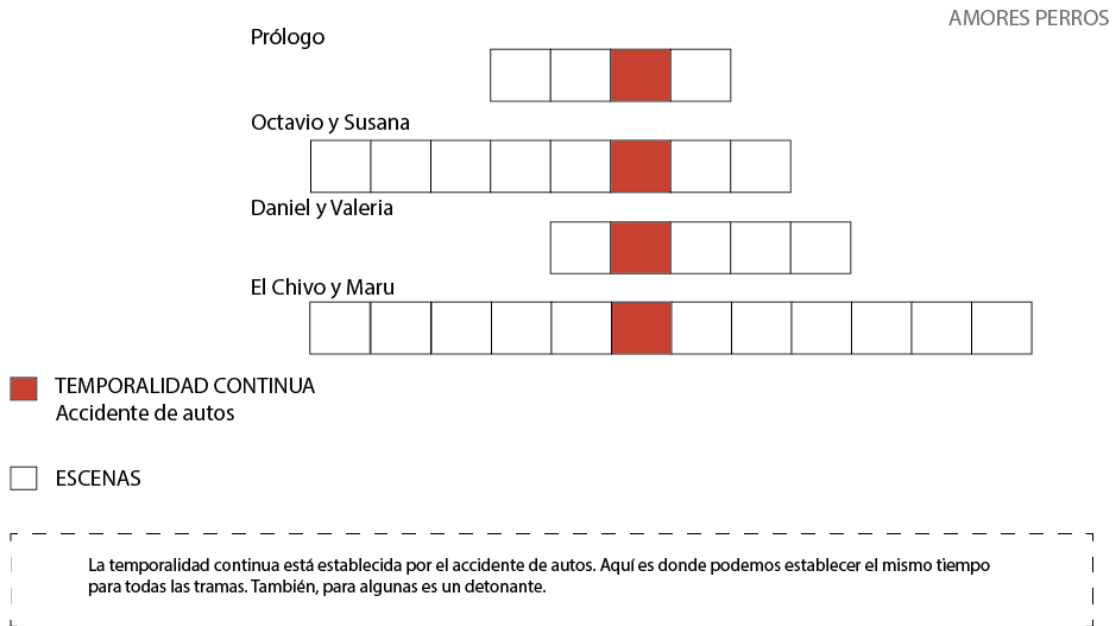 AMORES PERROS
Prólogo
Octavio y Susana
Daniel y Valeria
El Chivo y Maru
TEMPORALIDAD CONTINUA
Accidente de autos
ESCENAS
La temporalidad continua está establecida por el accidente de autos. Aquí es donde podemos establecer el mismo tiempo
para todas las tramas. También, para algunas es un detonante.